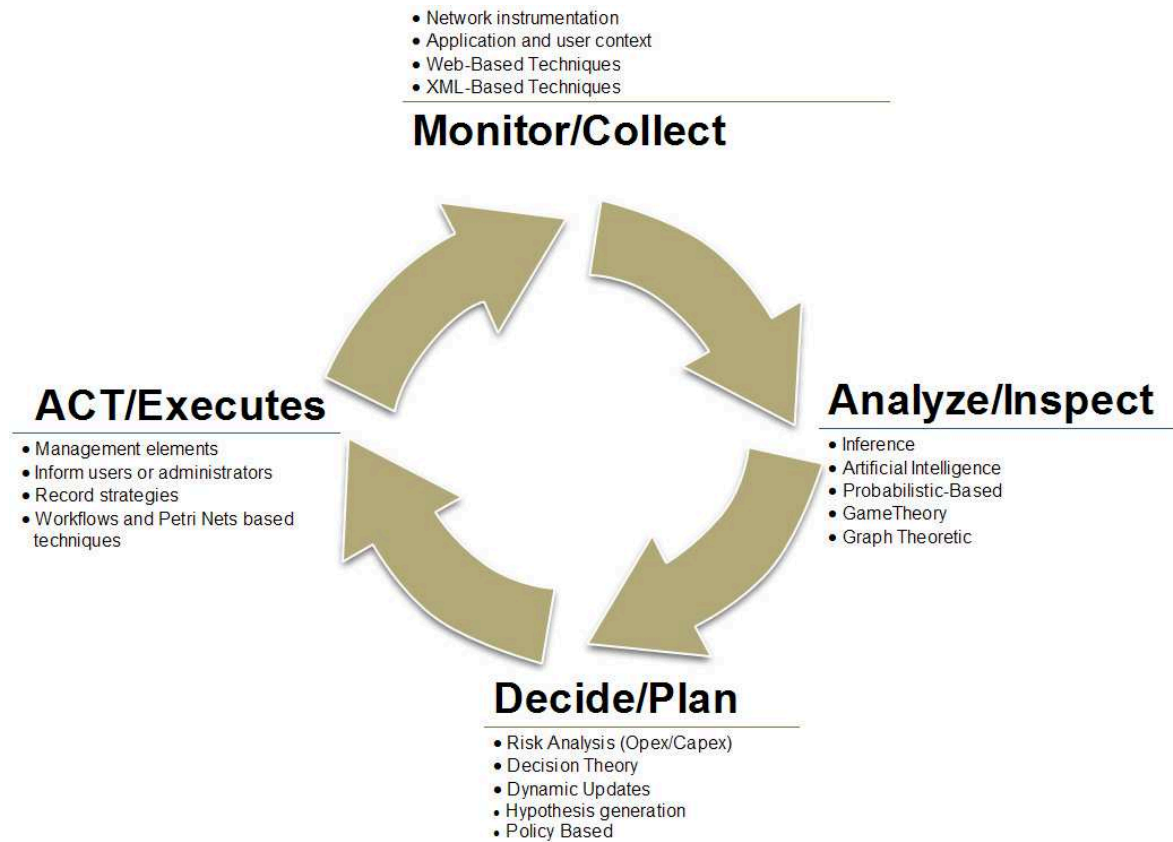 • Network instrumentation
• Application and user context
• Web-Based Techniques
• XML-Based Techniques
Monitor/Collect
ACT/Executes
• Management elements
• Inform users or administrators
• Record strategies
• Workflows and Petri Nets based
techniques
Analyze/Inspect
• Inference
• Artificial Intelligence
• Probabilistic-Based
• GameTheory
• Graph Theoretic
Decide/Plan
• Risk Analysis (Opex/Capex)
• Decision Theory
• Dynamic Updates
• Hypothesis generation
• Policy Based